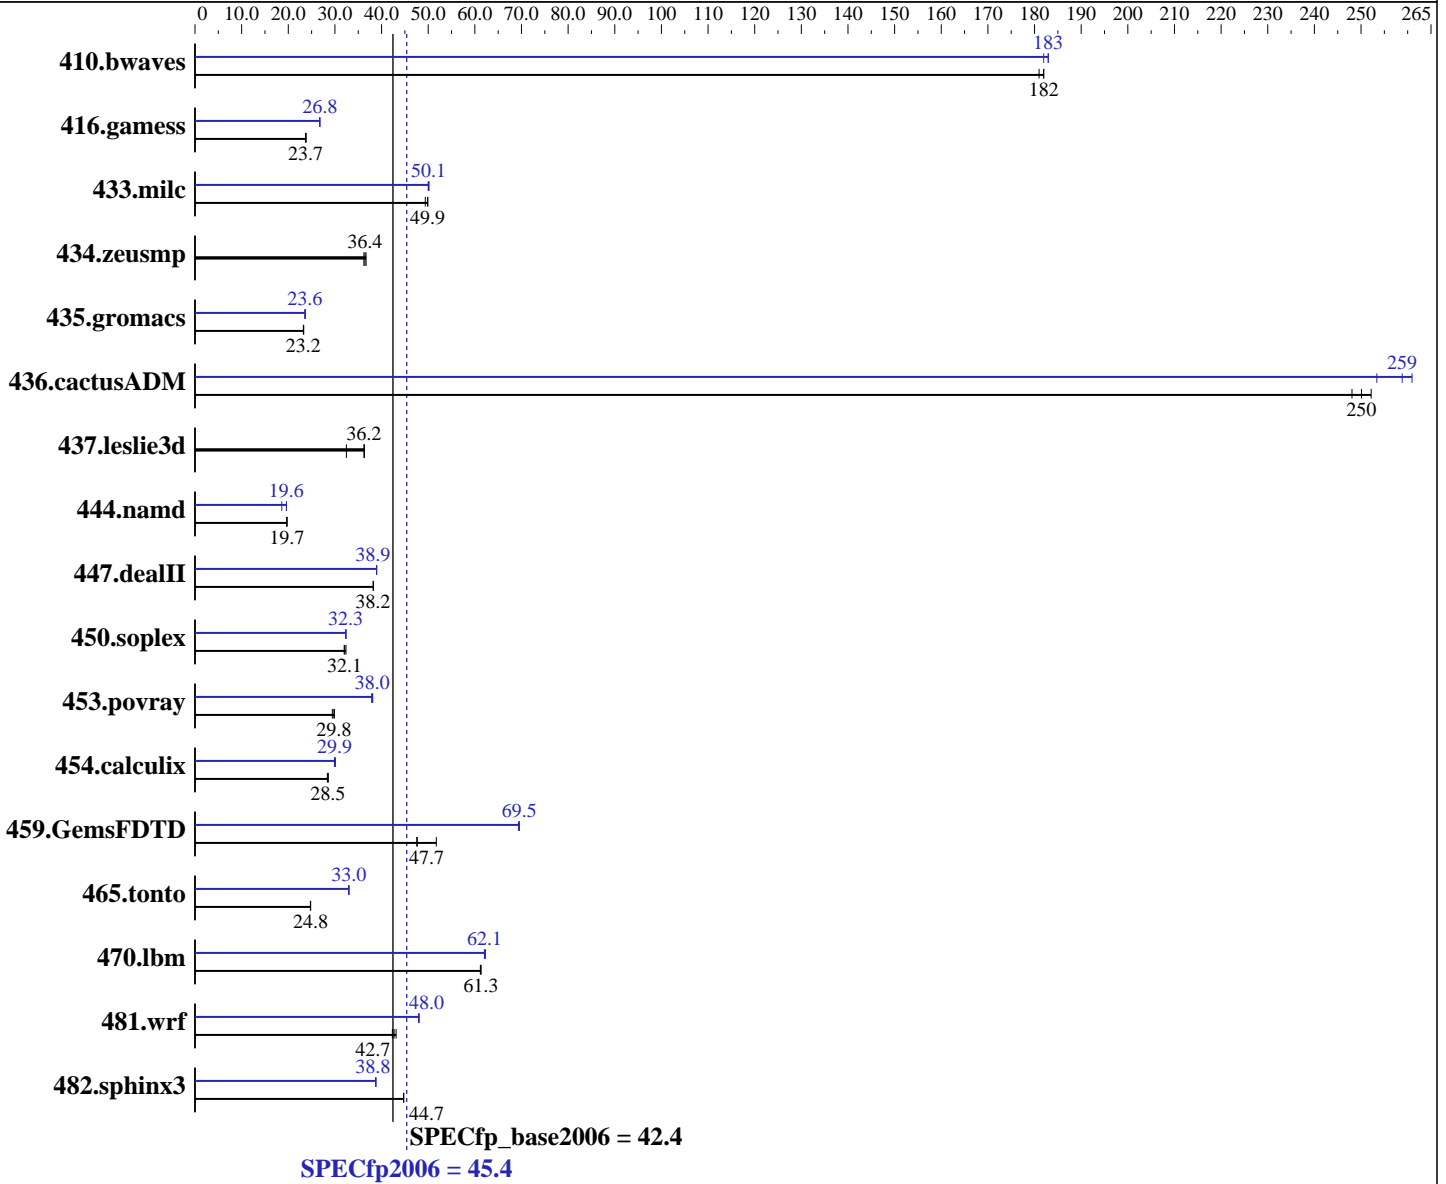 0 10.0 20.0 30.0 40.0 50.0 60.0 70.0 80.0 90.0 100 110 120 130 140 150 160 170 180 190 200 210 220 230 240 250 265
183
410.bwaves
182
26.8
416.gamess
23.7
50.1
433.milc
49.9
36.4
434.zeusmp
23.6
435.gromacs
23.2
259
436.cactusADM
250
36.2
437.leslie3d
19.6
444.namd
19.7
38.9
447.dealII
38.2
32.3
450.soplex
32.1
38.0
453.povray
29.8
29.9
454.calculix
28.5
69.5
459.GemsFDTD
47.7
33.0
465.tonto
24.8
62.1
470.lbm
61.3
48.0
481.wrf
42.7
38.8
482.sphinx3
44.7
SPECfp_base2006 = 42.4
SPECfp2006 = 45.4